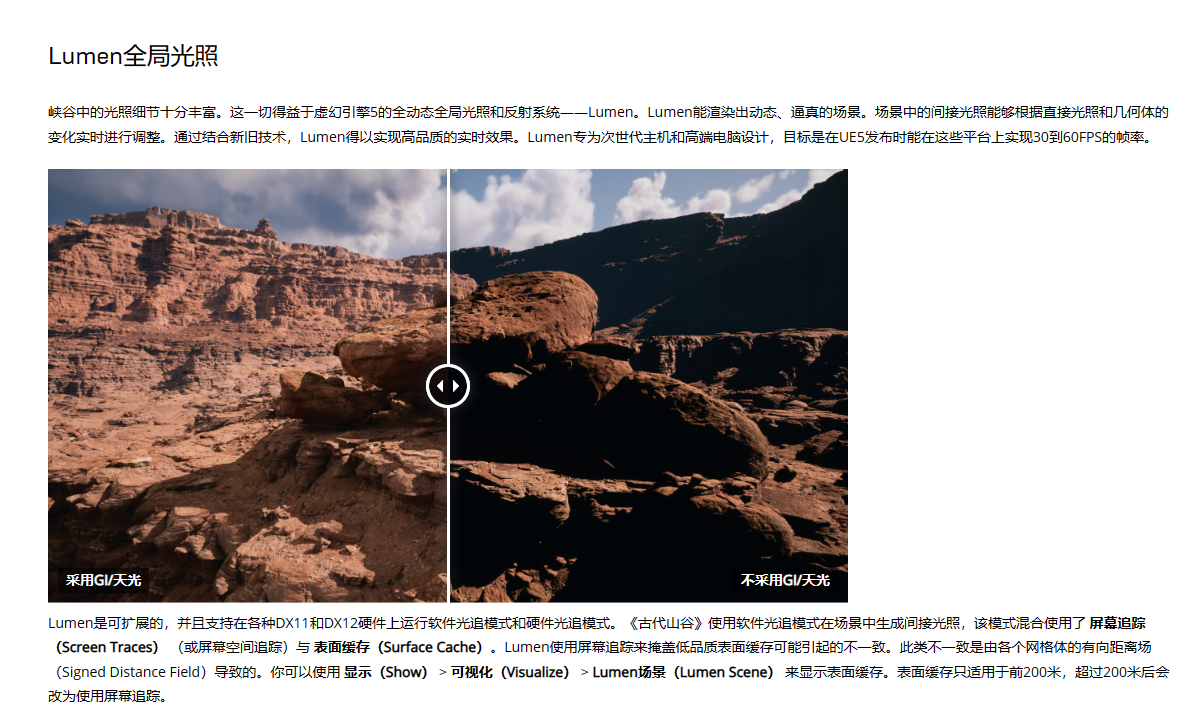 Lumen全局光照
峡谷中的光照细节十分丰富。这一切得益于虚幻引擎5的全动态全局光照和反射系统——Lumen。Lumen能渲染出动态、逼真的场景。场景中的间接光照能够根据直接光照和几何体的
变化实时进行调整。通过结合新旧技术，Lumen得以实现高品质的实时效果。Lumen专为次世代主机和高端电脑设计，目标是在UE5发布时能在这些平台上实现30到60FPS的帧率。
采用GI/天光
不采用GI/天光
Lumen是可扩展的，并且支持在各种DX11和DX12硬件上运行软件光追模式和硬件光追模式。《古代山谷》使用软件光追模式在场景中生成间接光照，该模式混合使用了 屏幕追踪
（Screen Traces） （或屏幕空间追踪）与 表面缓存（Surface Cache）。Lumen使用屏幕追踪来掩盖低品质表面缓存可能引起的不一致。此类不一致是由各个网格体的有向距离场
（Signed Distance Field）导致的。你可以使用 显示（Show） > 可视化（Visualize） > Lumen场景（Lumen Scene） 来显示表面缓存。表面缓存只适用于前200米，超过200米后会
改为使用屏幕追踪。